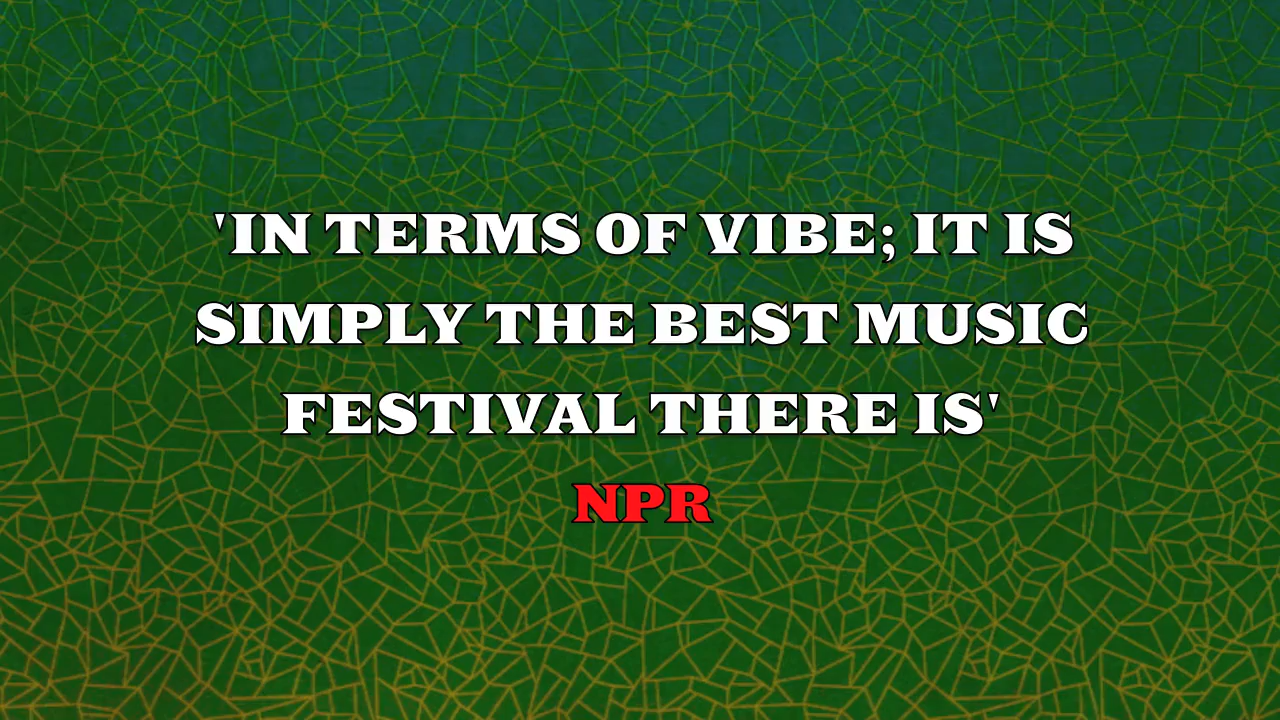 'IN TERMS OF VIBE; IT IS
SIMPLY THE BEST MUSIC
FESTIVAL THERE IS'
NPR